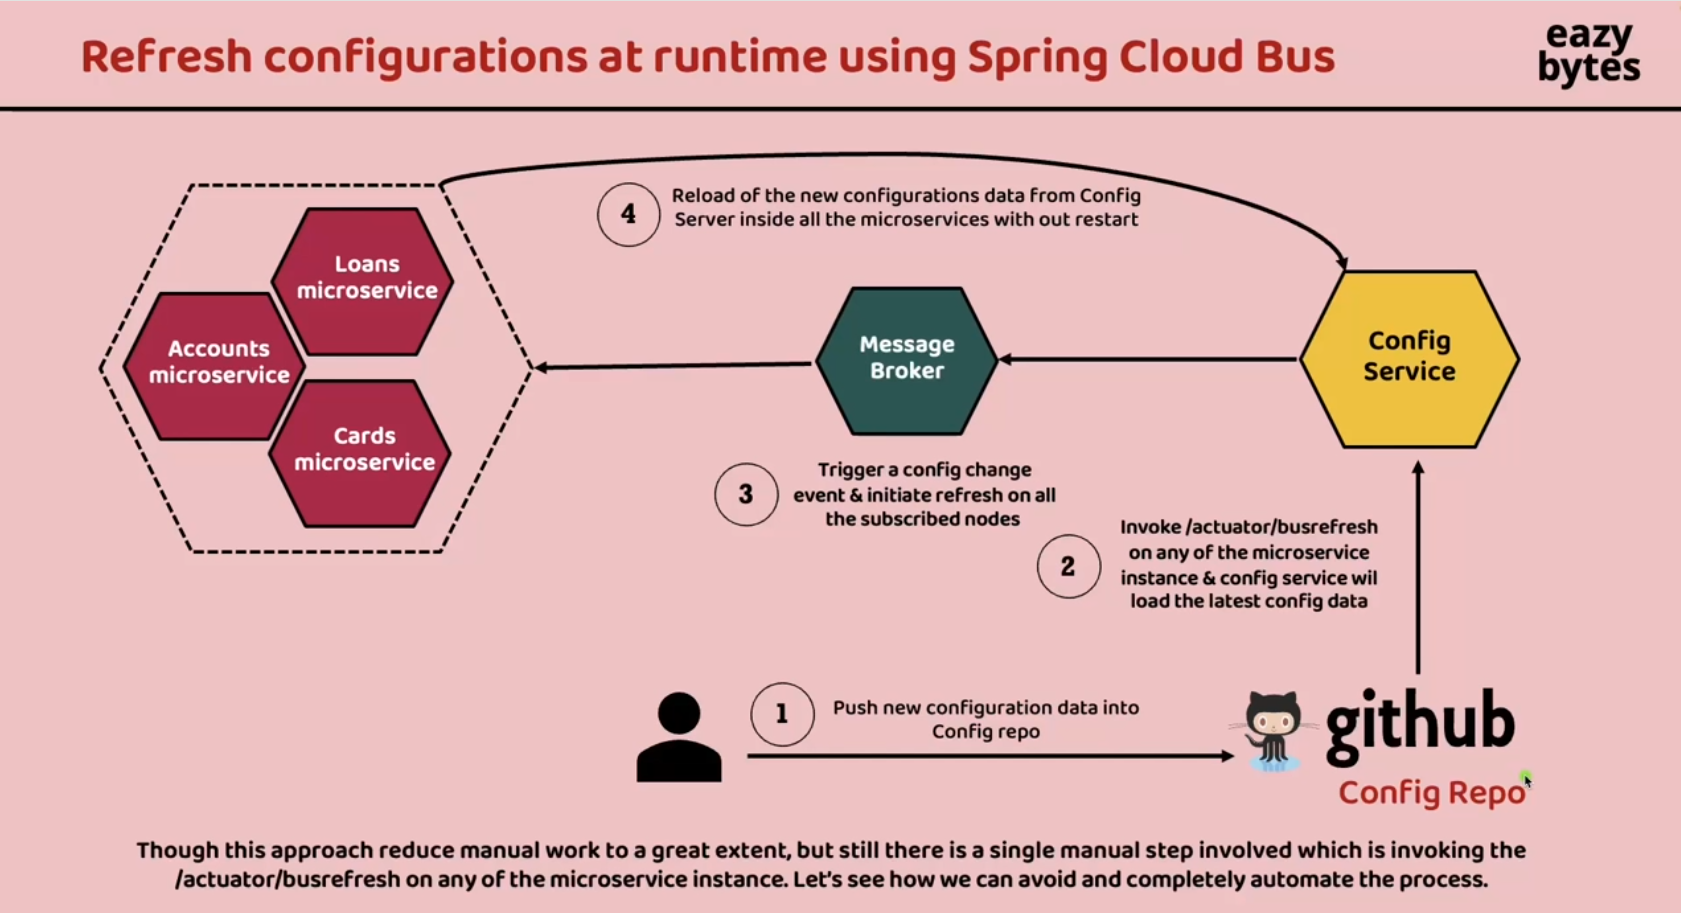 Refresh configurations at runtime using Spring Cloud Bus
eazy
bytes
4
Reload of the new configurations data from Config
Server inside all the microservices with out restart
Loans
microservice
Accounts
microservice
Cards
microservice
Message
Broker
Config
Service
3
Trigger a config change
event & initiate refresh on all
the subscribed nodes
2
Invoke /actuator/busrefresh
on any of the microservice
instance & config service wil
load the latest config data
1
Push new configuration data into
Config repo
github
Config Repo
Though this approach reduce manual work to a great extent, but still there is a single manual step involved which is invoking the
/actuator/busrefresh on any of the microservice instance. Let's see how we can avoid and completely automate the process.